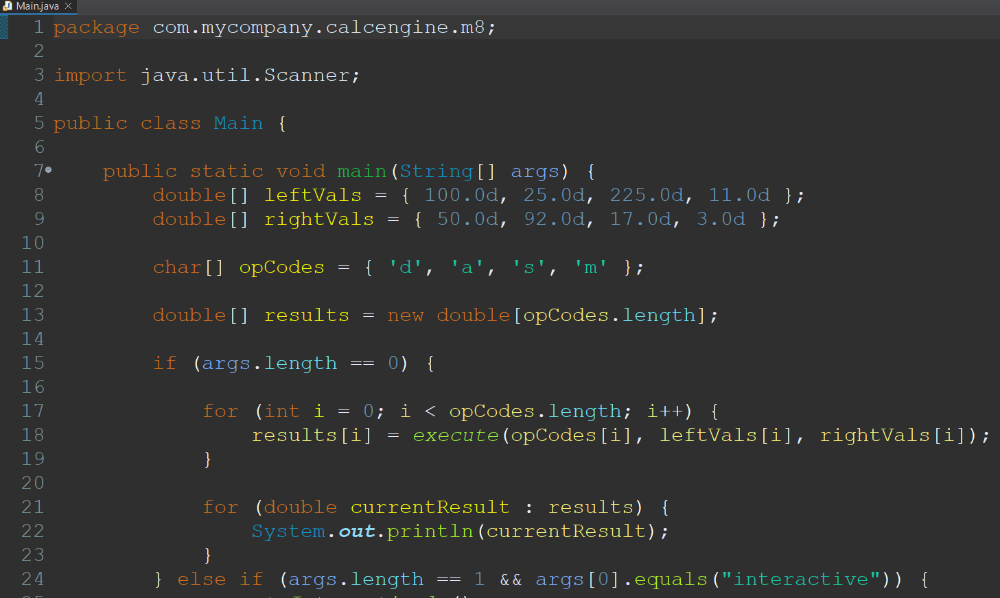 Main.java
1 package com.mycompany.calcengine.m8;
2
3 import java.util.Scanner;
4
5 public class Main {
6
7 public static void main(String[] args) {
8 double[] leftVals = { 100.0d, 25.0d, 225.0d, 11.0d };
9 double[] rightVals = { 50.0d, 92.0d, 17.0d, 3.0d };
10
11 char[] opCodes = { 'd', 'a', 's', 'm' };
12
13 double[] results = new double[opCodes.length];
14
15 if (args.length == 0) {
16
17 for (int i = 0; i < opCodes.length; i++) {
18 results[i] = execute(opCodes[i], leftVals[i], rightVals[i]);
19 }
20
21 for (double currentResult : results) {
22 System.out.println(currentResult);
23 }
24 } else if (args.length == 1 && args[0].equals("interactive")) {